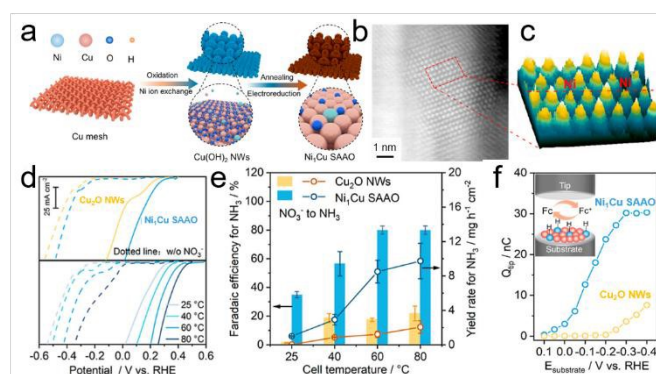 a
Ni Cu O H
Cu mesh
Oxidation
Ni ion exchange
Cu(OH)₂ NWs
Annealing
Electroreduction
Ni₁Cu SAAO
b
1 nm
c
Ni Ni
d
25 mA cm⁻²
Cu₂O NWs
Ni₁Cu SAAO
Dotted line: w/o NO₃⁻
25 °C
40 °C
60 °C
80 °C
-0.6 -0.4 -0.2 0.0 0.2 0.4 0.6
Potential / V vs. RHE
e
Faradaic efficiency for NH₃ / %
120
100
80
60
40
20
0
Cu₂O NWs
Ni₁Cu SAAO
NO₃⁻ to NH₃
20
16
12
8
4
0
Yield rate for NH₃ / mg h⁻¹ cm⁻²
25 40 60 80
Cell temperature / °C
f
Q tip / nC
40
30
20
10
0
Tip
Fc Fc⁺
H H H H
Substrate
Ni₁Cu SAAO
Cu₂O NWs
0.1 0.0 -0.1 -0.2 -0.3 -0.4
E substrate / V vs. RHE